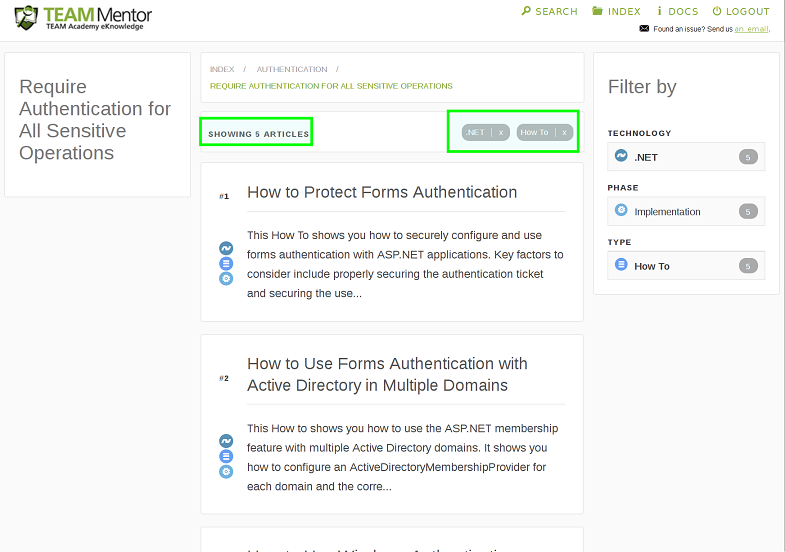 TEAM Mentor
TEAM Academy eKnowledge
SEARCH INDEX DOCS LOGOUT
Found an issue? Send us an email.
Require
Authentication for
All Sensitive
Operations
INDEX / AUTHENTICATION /
REQUIRE AUTHENTICATION FOR ALL SENSITIVE OPERATIONS
SHOWING 5 ARTICLES
.NET | x
How To | x
#1
How to Protect Forms Authentication
This How To shows you how to securely configure and use
forms authentication with ASP.NET applications. Key factors to
consider include properly securing the authentication ticket
and securing the use...
#2
How to Use Forms Authentication with
Active Directory in Multiple Domains
This How to shows you how to use the ASP.NET membership
feature with multiple Active Directory domains. It shows you
how to configure an ActiveDirectoryMembershipProvider for
each domain and the corre...
Filter by
TECHNOLOGY
.NET 5
PHASE
Implementation 5
TYPE
How To 5